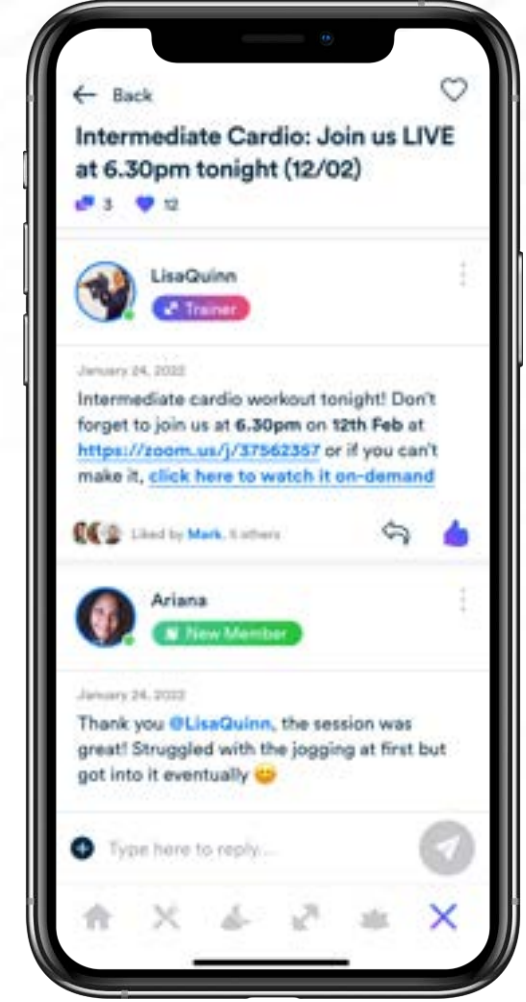 Back
Intermediate Cardio: Join us LIVE
at 6.30pm tonight (12/02)
3 12
LisaQuinn
Trainer
January 24, 2022
Intermediate cardio workout tonight! Don't
forget to join us at 6.30pm on 12th Feb at
https://zoom.us/j/37562357 or if you can't
make it, click here to watch it on-demand
Liked by Mark, 5 others
Ariana
New Member
January 24, 2022
Thank you @LisaQuinn, the session was
great! Struggled with the jogging at first but
got into it eventually 😊
Type here to reply...